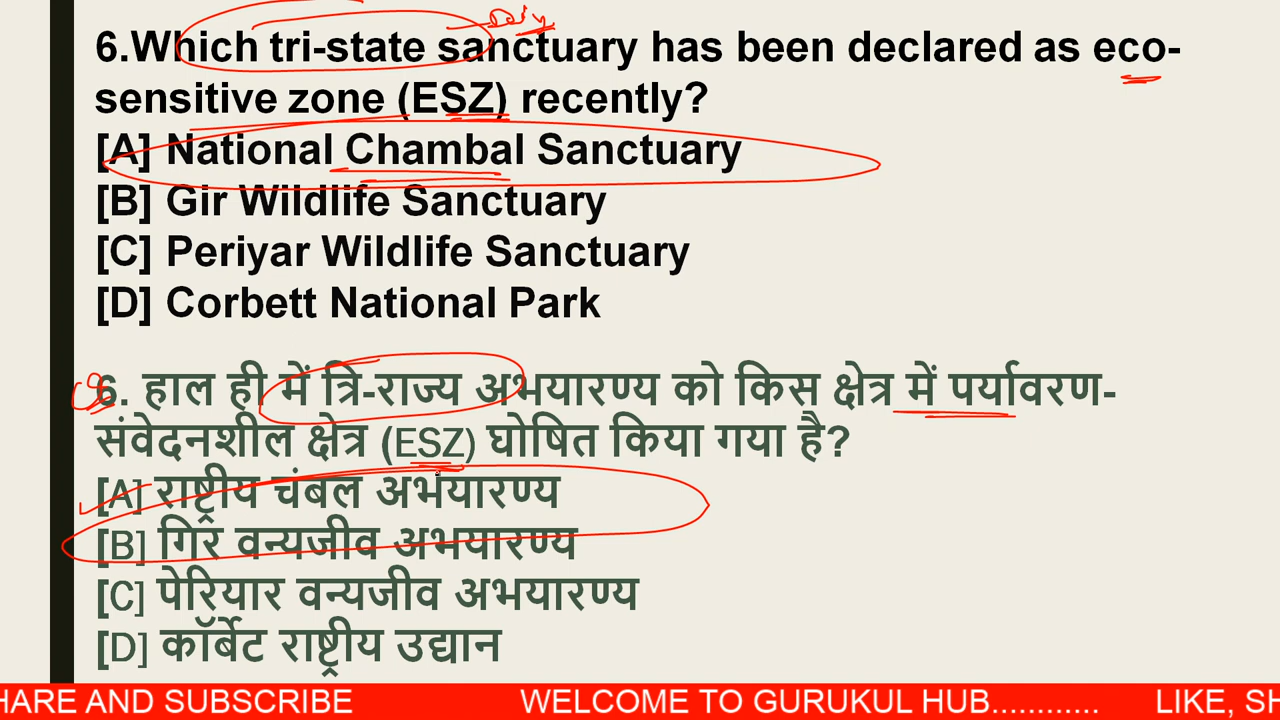 6.Which tri-state sanctuary has been declared as eco-
sensitive zone (ESZ) recently?
[A] National Chambal Sanctuary
[B] Gir Wildlife Sanctuary
[C] Periyar Wildlife Sanctuary
[D] Corbett National Park
6. हाल ही में त्रि-राज्य अभयारण्य को किस क्षेत्र में पर्यावरण-
संवेदनशील क्षेत्र (ESZ) घोषित किया गया है?
[A] राष्ट्रीय चंबल अभयारण्य
[B] गिर वन्यजीव अभयारण्य
[C] पेरियार वन्यजीव अभयारण्य
[D] कॉर्बेट राष्ट्रीय उद्यान
HARE AND SUBSCRIBE WELCOME TO GURUKUL HUB............ LIKE, SH